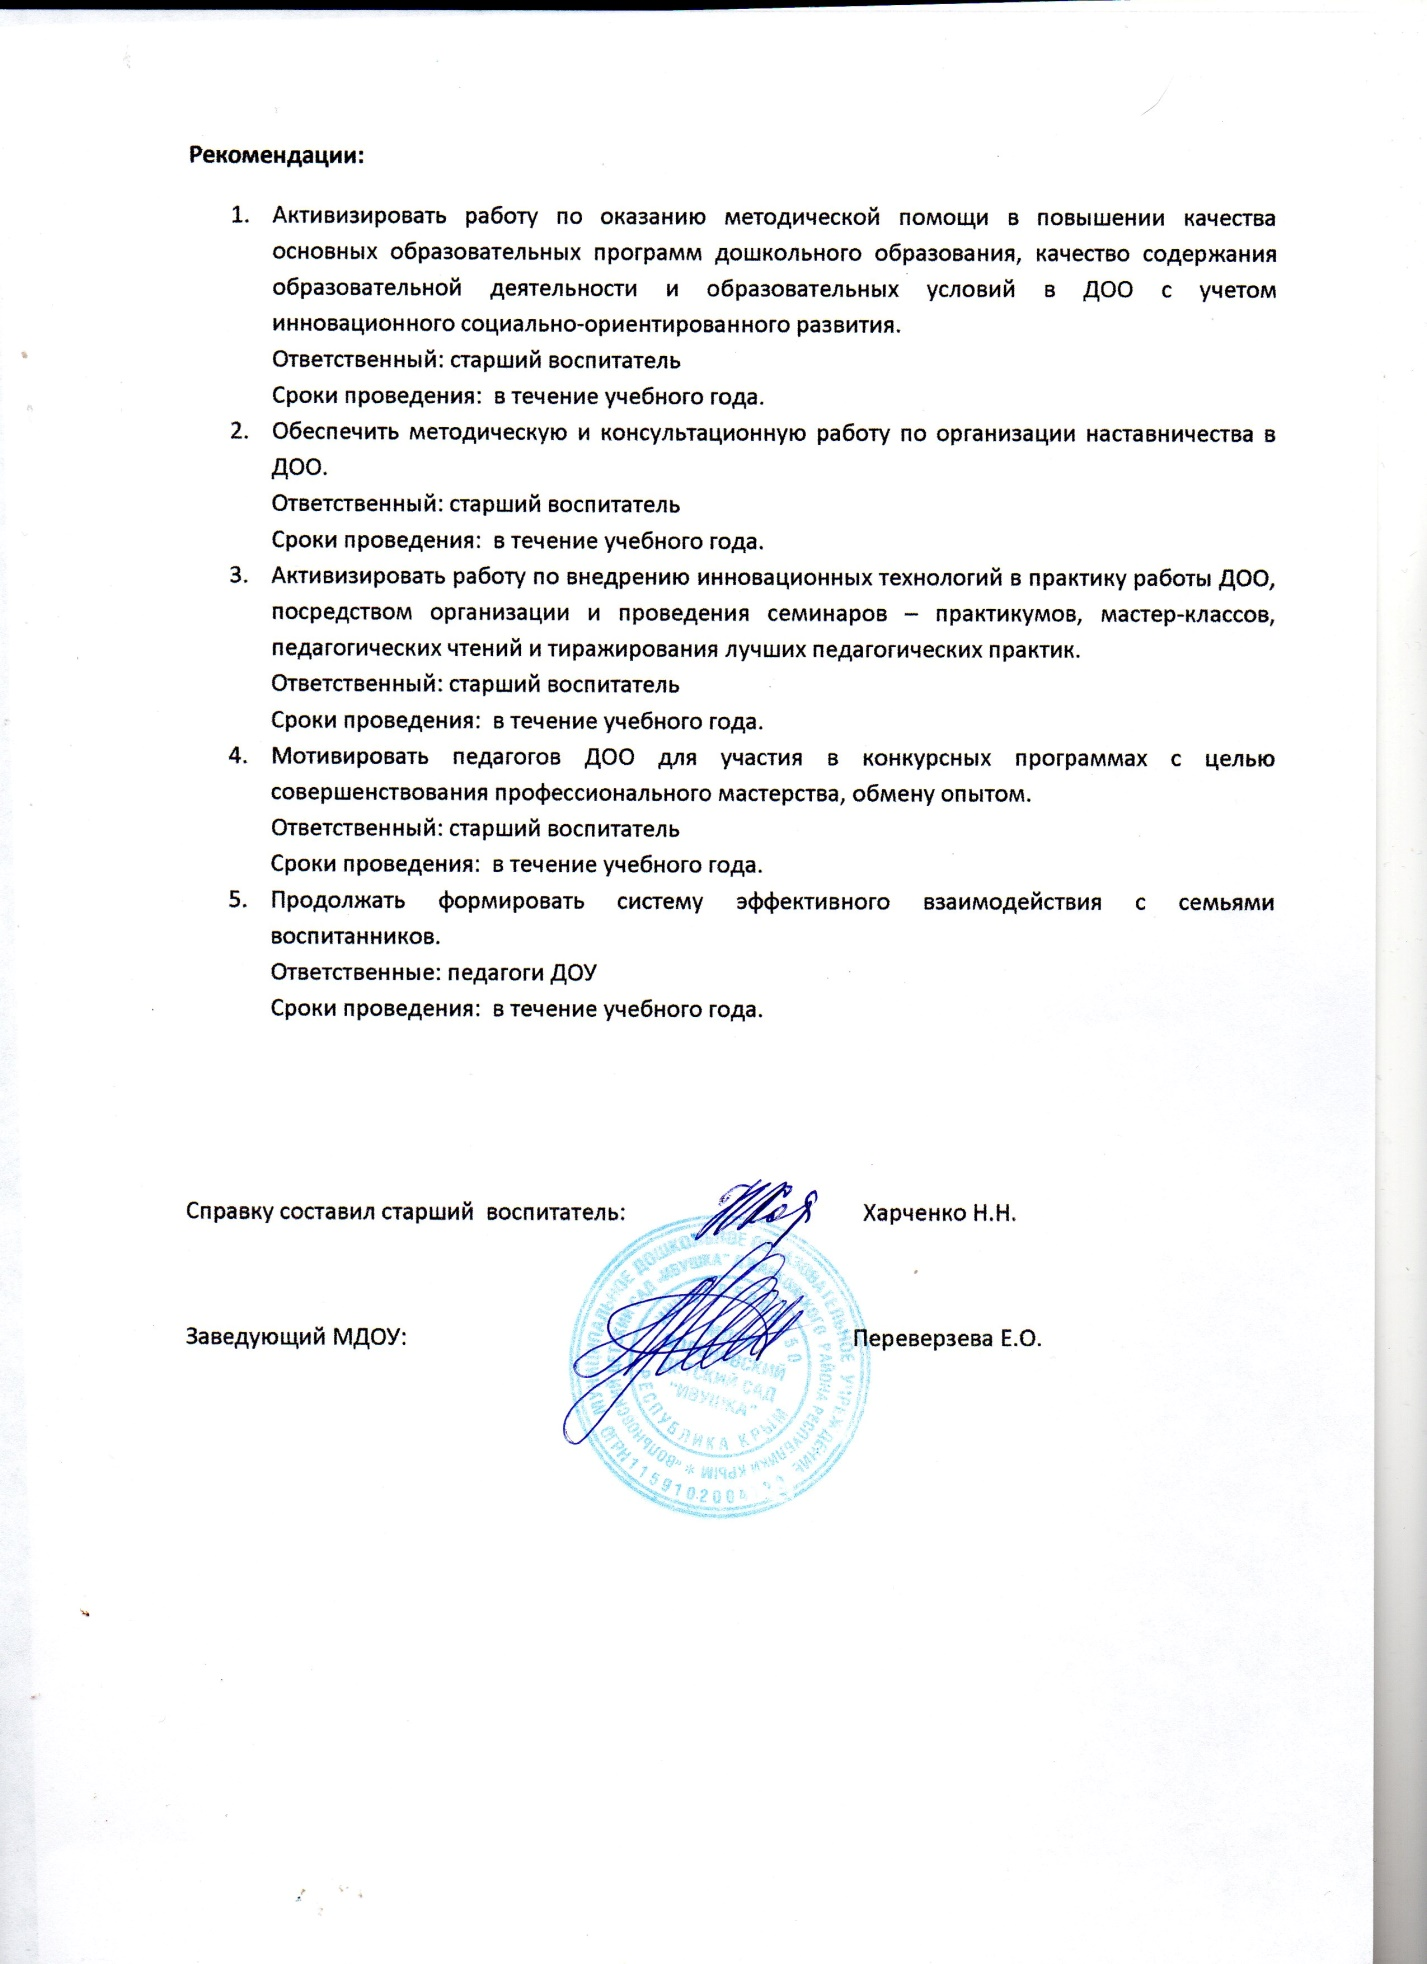 Рекомендации:
1. Активизировать работу по оказанию методической помощи в повышении качества
основных образовательных программ дошкольного образования, качество содержания
образовательной деятельности и образовательных условий в ДОО с учетом
инновационного социально-ориентированного развития.
Ответственный: старший воспитатель
Сроки проведения:  в течение учебного года.
2. Обеспечить методическую и консультационную работу по организации наставничества в
ДОО.
Ответственный: старший воспитатель
Сроки проведения:  в течение учебного года.
3. Активизировать работу по внедрению инновационных технологий в практику работы ДОО,
посредством организации и проведения семинаров – практикумов, мастер-классов,
педагогических чтений и тиражирования лучших педагогических практик.
Ответственный: старший воспитатель
Сроки проведения:  в течение учебного года.
4. Мотивировать педагогов ДОО для участия в конкурсных программах с целью
совершенствования профессионального мастерства, обмену опытом.
Ответственный: старший воспитатель
Сроки проведения:  в течение учебного года.
5. Продолжать формировать систему эффективного взаимодействия с семьями
воспитанников.
Ответственные: педагоги ДОУ
Сроки проведения:  в течение учебного года.
Справку составил старший  воспитатель: Харченко Н.Н.
Заведующий МДОУ: Переверзева Е.О.
САД
"ИВУШКА"
РЕСПУБЛИКА КРЫМ
РАЙОНА РЕСПУБЛИКИ КРЫМ *